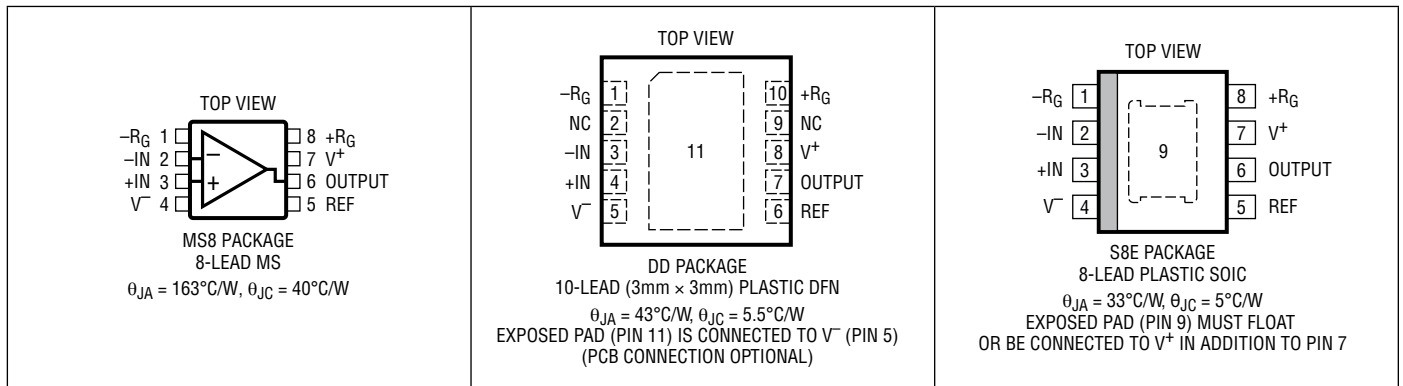 TOP VIEW
–RG 1
–IN 2
+IN 3
V– 4
8 +RG
7 V+
6 OUTPUT
5 REF
–
+
MS8 PACKAGE
8-LEAD MS
θJA = 163°C/W, θJC = 40°C/W
TOP VIEW
–RG 1
NC 2
–IN 3
+IN 4
V– 5
11
10 +RG
9 NC
8 V+
7 OUTPUT
6 REF
DD PACKAGE
10-LEAD (3mm × 3mm) PLASTIC DFN
θJA = 43°C/W, θJC = 5.5°C/W
EXPOSED PAD (PIN 11) IS CONNECTED TO V– (PIN 5)
(PCB CONNECTION OPTIONAL)
TOP VIEW
–RG 1
–IN 2
+IN 3
V– 4
9
8 +RG
7 V+
6 OUTPUT
5 REF
S8E PACKAGE
8-LEAD PLASTIC SOIC
θJA = 33°C/W, θJC = 5°C/W
EXPOSED PAD (PIN 9) MUST FLOAT
OR BE CONNECTED TO V+ IN ADDITION TO PIN 7